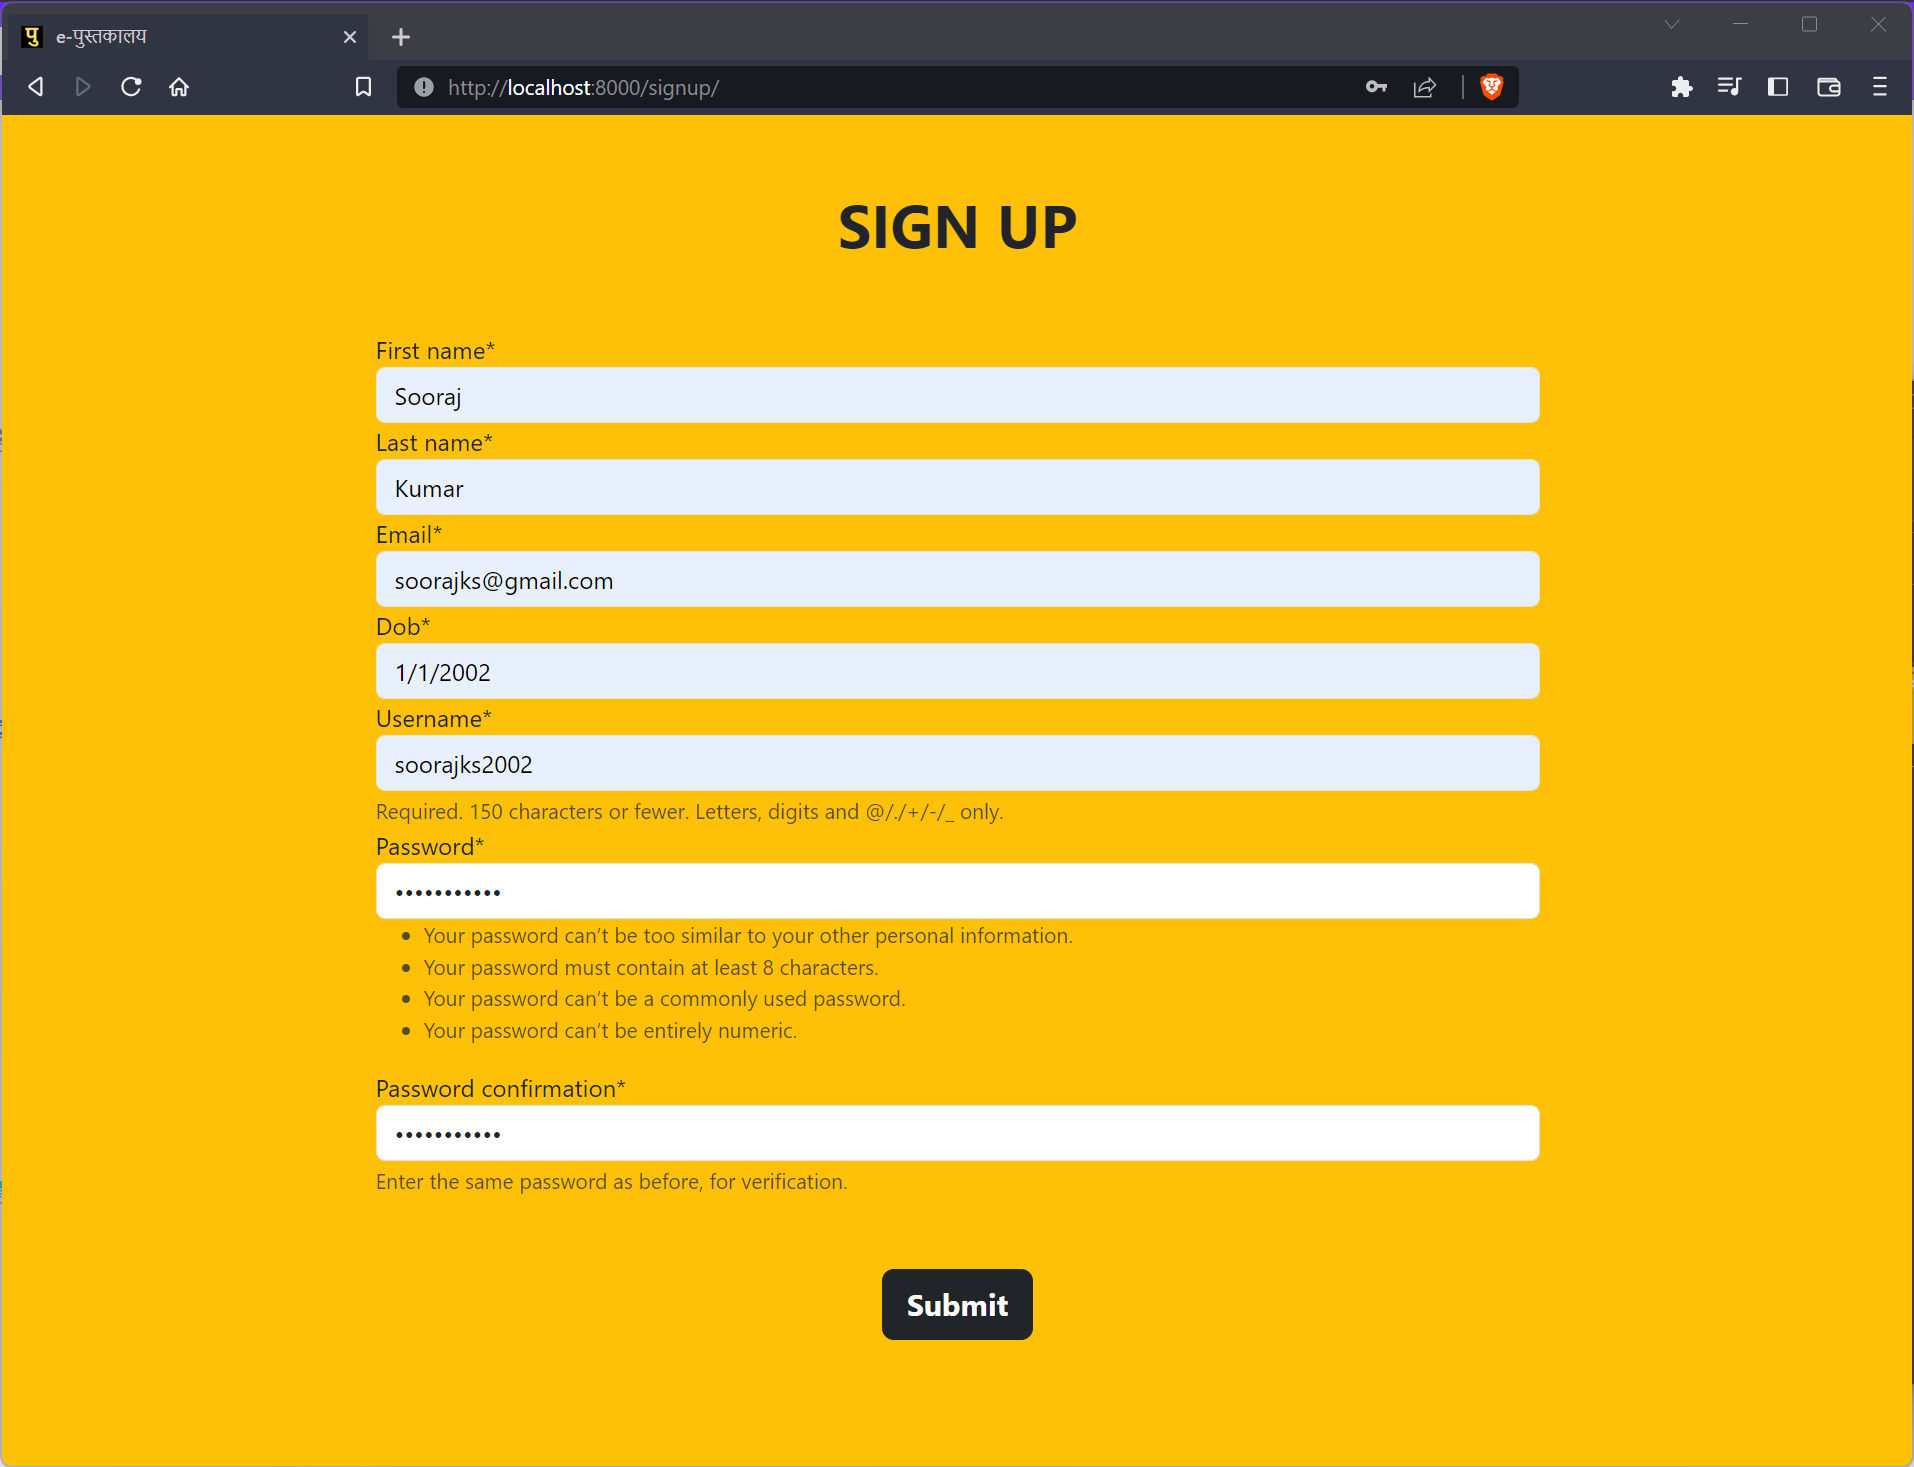 पु e-पुस्तकालय
http://localhost:8000/signup/
SIGN UP
First name*
Sooraj
Last name*
Kumar
Email*
soorajks@gmail.com
Dob*
1/1/2002
Username*
soorajks2002
Required. 150 characters or fewer. Letters, digits and @/./+/-/_ only.
Password*
•••••••••••
• Your password can’t be too similar to your other personal information.
• Your password must contain at least 8 characters.
• Your password can’t be a commonly used password.
• Your password can’t be entirely numeric.
Password confirmation*
•••••••••••
Enter the same password as before, for verification.
Submit